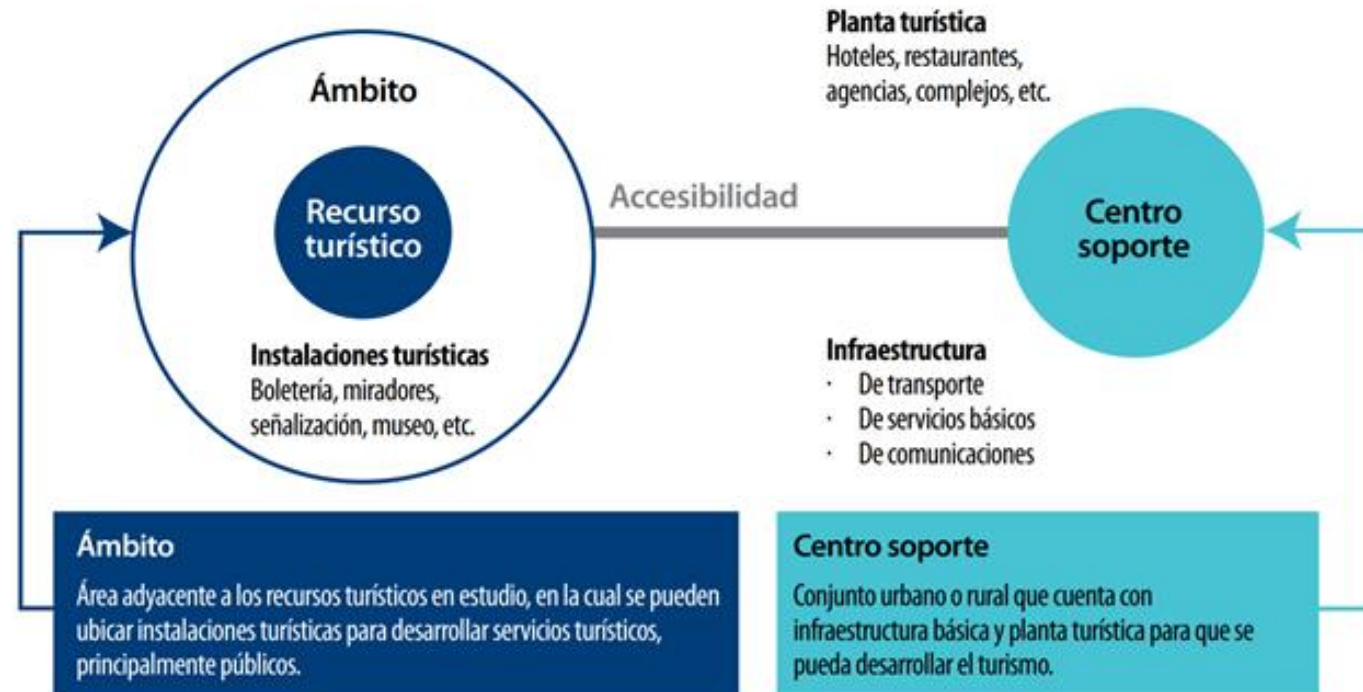 Ámbito
Recurso
turístico
Instalaciones turísticas
Boletería, miradores,
señalización, museo, etc.
Accesibilidad
Planta turística
Hoteles, restaurantes,
agencias, complejos, etc.
Centro
soporte
Infraestructura
· De transporte
· De servicios básicos
· De comunicaciones
Ámbito
Área adyacente a los recursos turísticos en estudio, en la cual se pueden
ubicar instalaciones turísticas para desarrollar servicios turísticos,
principalmente públicos.
Centro soporte
Conjunto urbano o rural que cuenta con
infraestructura básica y planta turística para que se
pueda desarrollar el turismo.